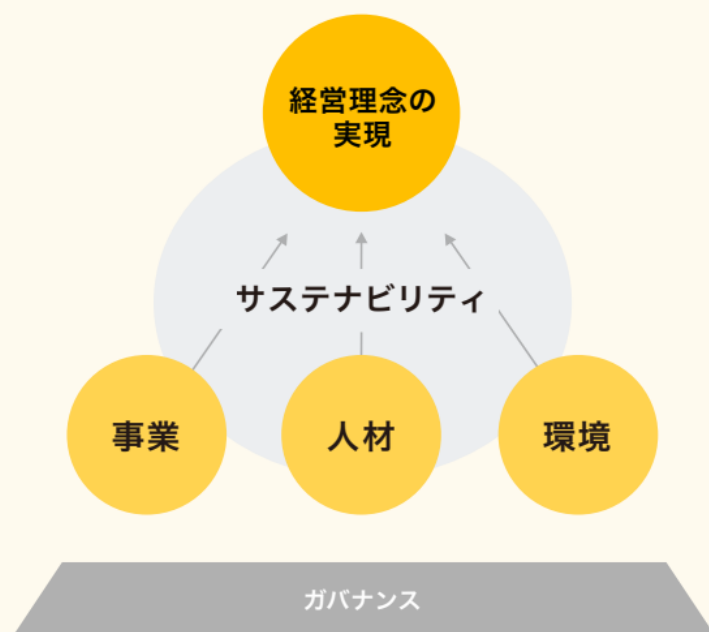 経営理念の
実現
サステナビリティ
事業
人材
環境
ガバナンス